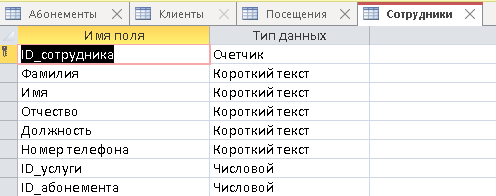 Абонементы Клиенты Посещения Сотрудники
Имя поля Тип данных
ID_сотрудника Счетчик
Фамилия Короткий текст
Имя Короткий текст
Отчество Короткий текст
Должность Короткий текст
Номер телефона Короткий текст
ID_услуги Числовой
ID_абонемента Числовой